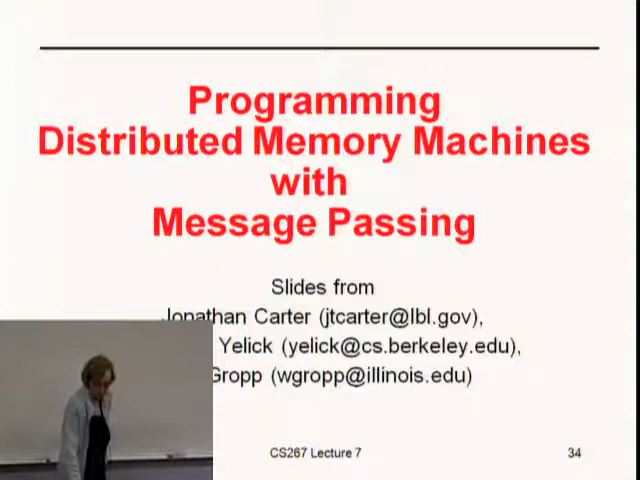 Programming
Distributed Memory Machines
with
Message Passing
Slides from
Jonathan Carter (jtcarter@lbl.gov),
Yelick (yelick@cs.berkeley.edu),
Gropp (wgropp@illinois.edu)
CS267 Lecture 7
34